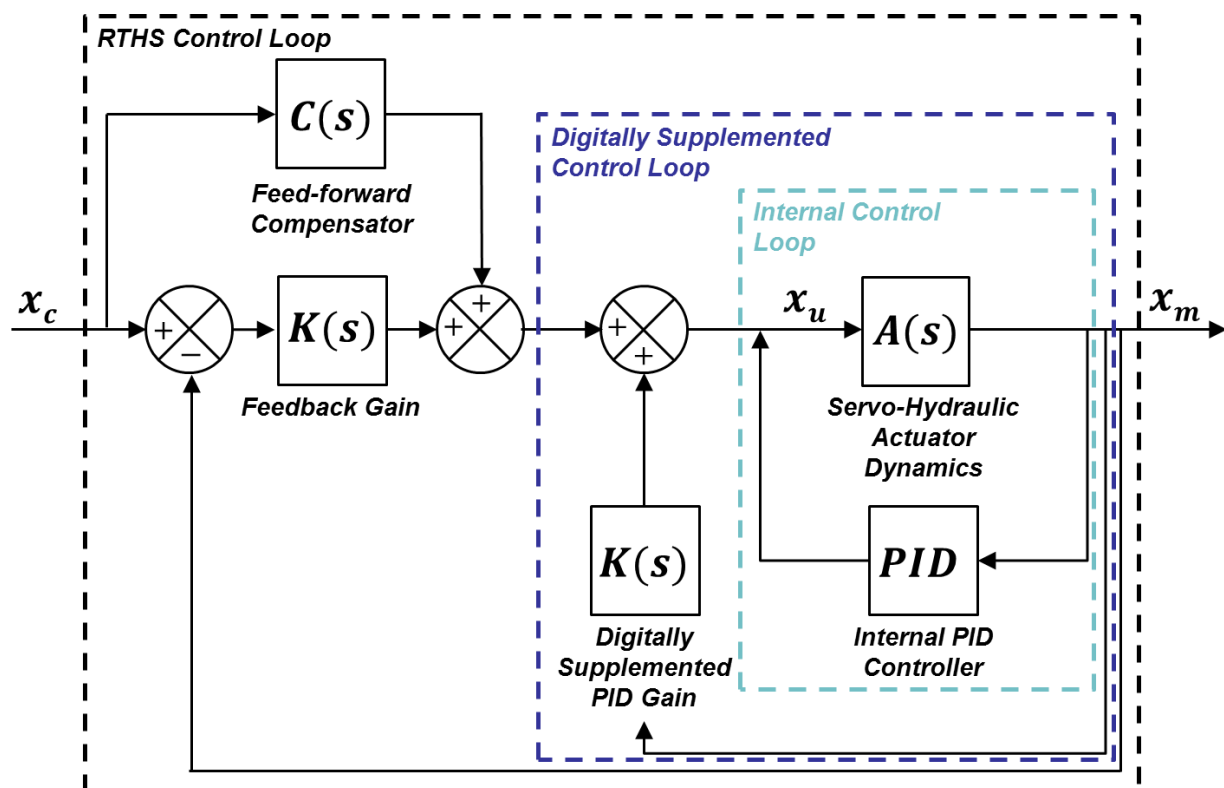 RTHS Control Loop
C(s)
Feed-forward
Compensator
Digitally Supplemented
Control Loop
Internal Control
Loop
x_c
+
−
K(s)
Feedback Gain
+
+
+
+
x_u
A(s)
Servo-Hydraulic
Actuator
Dynamics
x_m
K(s)
Digitally
Supplemented
PID Gain
PID
Internal PID
Controller